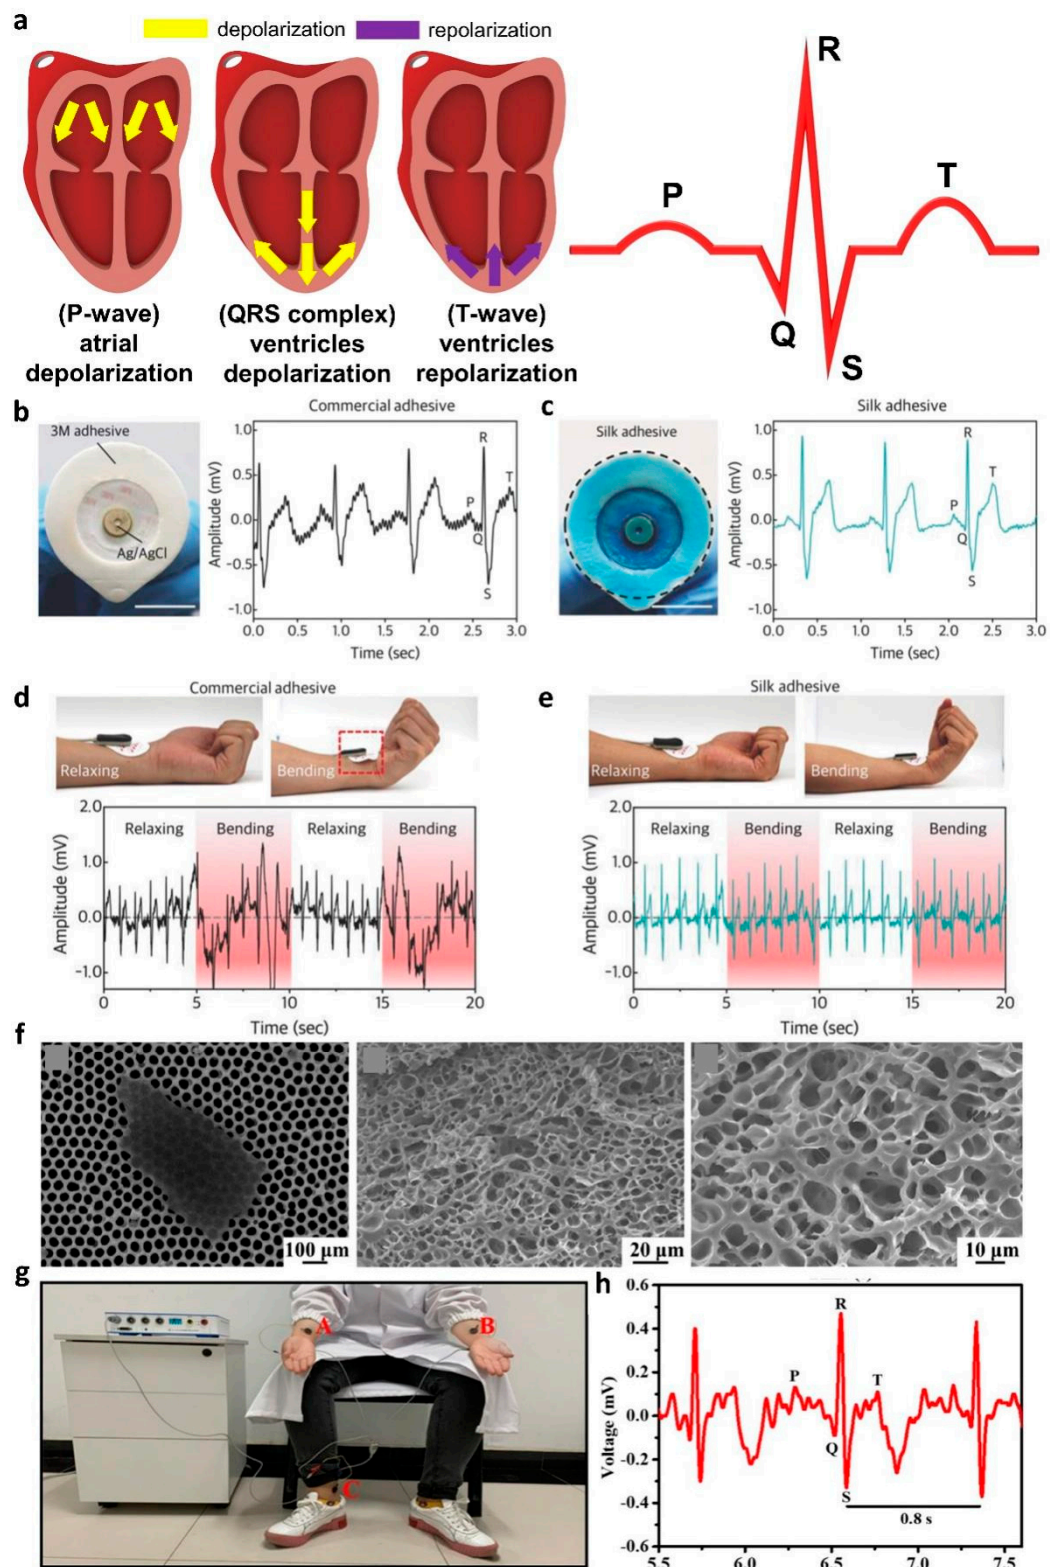 a
depolarization
repolarization
(P-wave)
atrial
depolarization
(QRS complex)
ventricles
depolarization
(T-wave)
ventricles
repolarization
P
Q
R
S
T
b
3M adhesive
Ag/AgCl
Commercial adhesive
Amplitude (mV)
1.0
0.5
0.0
−0.5
−1.0
P
Q
R
S
T
0.0 0.5 1.0 1.5 2.0 2.5 3.0
Time (sec)
c
Silk adhesive
Silk adhesive
Amplitude (mV)
1.0
0.5
0.0
−0.5
−1.0
P
Q
R
S
T
0.0 0.5 1.0 1.5 2.0 2.5 3.0
Time (sec)
d
Commercial adhesive
Relaxing
Bending
Amplitude (mV)
2.0
1.0
0.0
−1.0
Relaxing Bending Relaxing Bending
0 5 10 15 20
Time (sec)
e
Silk adhesive
Relaxing
Bending
Amplitude (mV)
2.0
1.0
0.0
−1.0
Relaxing Bending Relaxing Bending
0 5 10 15 20
Time (sec)
f
100 µm
20 µm
10 µm
g
A
B
C
h
Voltage (mV)
0.6
0.4
0.2
0.0
-0.2
-0.4
-0.6
P
Q
R
S
T
0.8 s
5.5 6.0 6.5 7.0 7.5